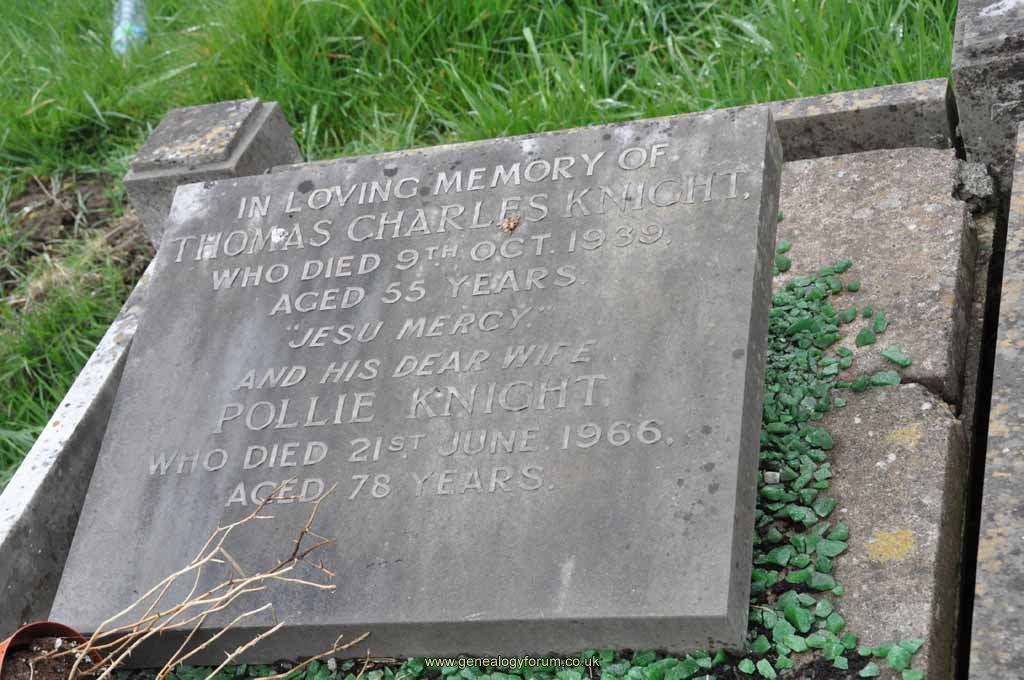 IN LOVING MEMORY OF
THOMAS CHARLES KNIGHT,
WHO DIED 9TH OCT. 1939,
AGED 55 YEARS.
"JESU MERCY."
AND HIS DEAR WIFE
POLLIE KNIGHT,
WHO DIED 21ST JUNE 1966,
AGED 78 YEARS.
www.genealogyforum.co.uk